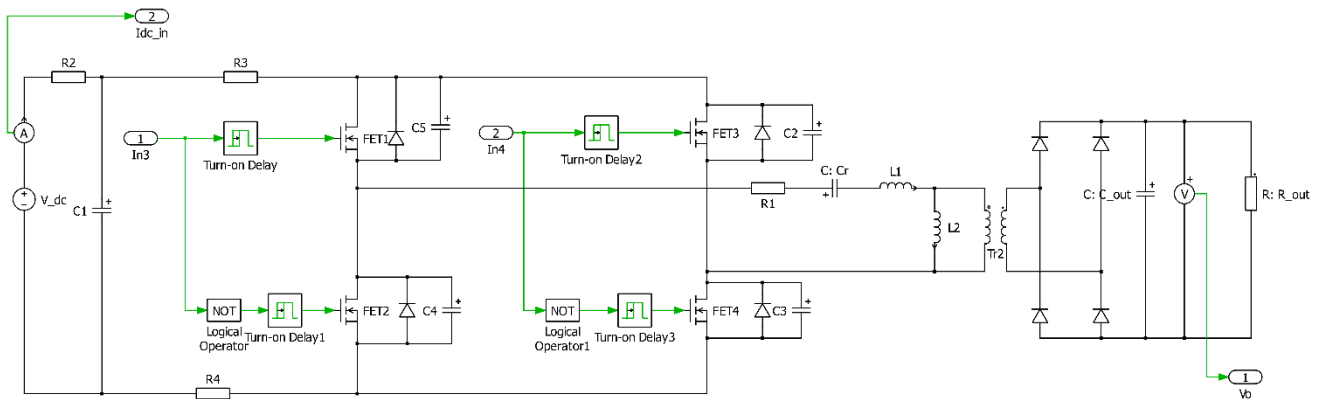 2
Idc_in
R2
R3
A
1
In3
Turn-on Delay
FET1
C5
2
In4
Turn-on Delay2
FET3
C2
V_dc
C1
C: Cr
L1
R1
L2
Tr2
C: C_out
V
R: R_out
NOT
Logical
Operator
Turn-on Delay1
FET2
C4
NOT
Logical
Operator1
Turn-on Delay3
FET4
C3
R4
1
Vo